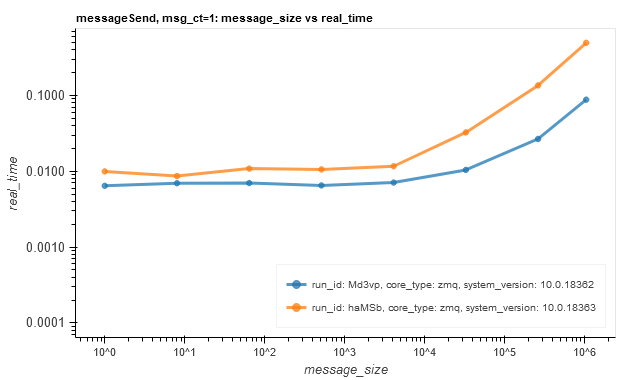 messageSend, msg_ct=1: message_size vs real_time
real_time
0.1000
0.0100
0.0010
0.0001
run_id: Md3vp, core_type: zmq, system_version: 10.0.18362
run_id: haMSb, core_type: zmq, system_version: 10.0.18363
10^0 10^1 10^2 10^3 10^4 10^5 10^6
message_size